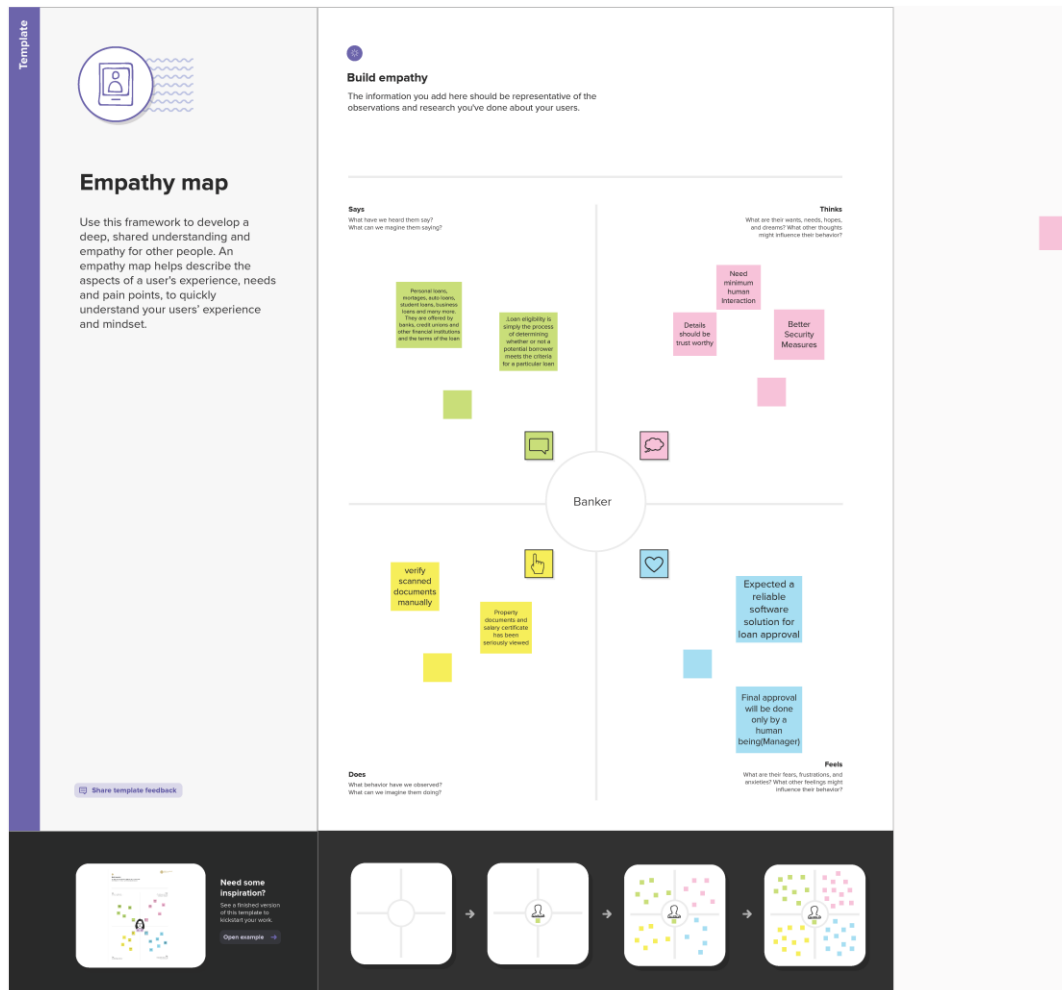 Template
Empathy map
Use this framework to develop a
deep, shared understanding and
empathy for other people. An
empathy map helps describe the
aspects of a user's experience, needs
and pain points, to quickly
understand your users' experience
and mindset.
Share template feedback
Build empathy
The information you add here should be representative of the
observations and research you've done about your users.
Says
What have we heard them say?
What can we imagine them saying?
Thinks
What are their wants, needs, hopes,
and dreams? What other thoughts
might influence their behavior?
Personal loans,
mortages, auto loans,
student loans, business
loans and many more.
They are offered by
banks, credit unions and
other financial institutions
and the terms of the loan
Loan eligibility is
simply the process
of determining
whether or not a
potential borrower
meets the criteria
for a particular loan
Need
minimum
human
Interaction
Details
should be
trust worthy
Better
Security
Measures
Banker
verify
scanned
documents
manually
Property
documents and
salary certificate
has been
seriously viewed
Expected a
reliable
software
solution for
loan approval
Final approval
will be done
only by a
human
being(Manager)
Does
What behavior have we observed?
What can we imagine them doing?
Feels
What are their fears, frustrations, and
anxieties? What other feelings might
influence their behavior?
Need some
inspiration?
See a finished version
of this template to
kickstart your work.
Open example